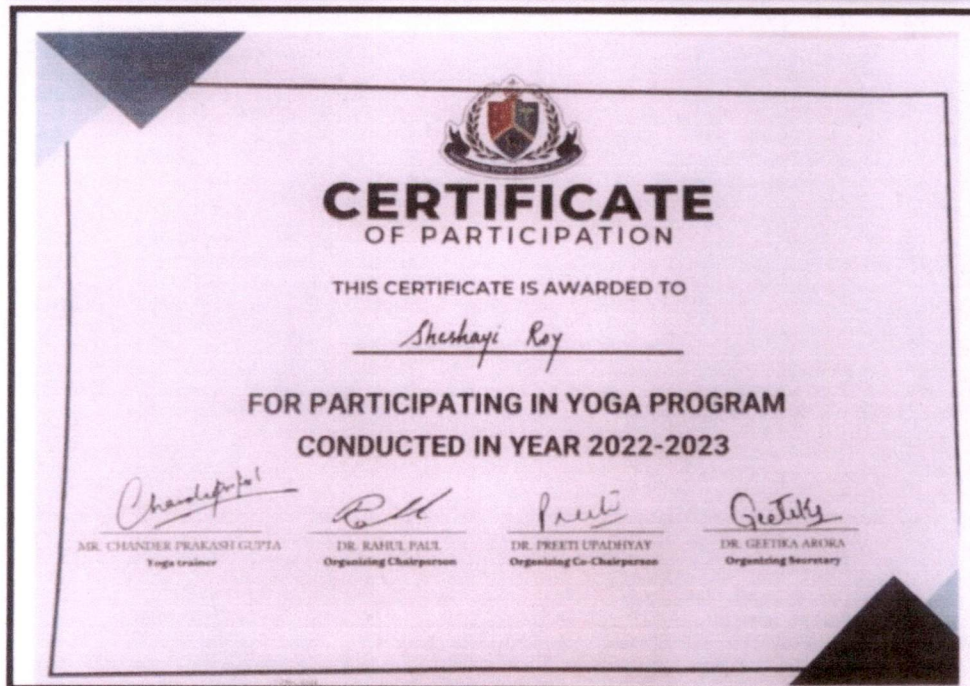 CERTIFICATE
OF PARTICIPATION
THIS CERTIFICATE IS AWARDED TO
Sheshayi Roy
FOR PARTICIPATING IN YOGA PROGRAM
CONDUCTED IN YEAR 2022-2023
Preeti
Geetika
MR. CHANDER PRAKASH GUPTA
DR. RAHUL PAUL
DR. PREETI UPADHYAY
DR. GEETIKA ARORA
Yoga trainer
Organizing Chairperson
Organizing Co-Chairperson
Organizing Secretary